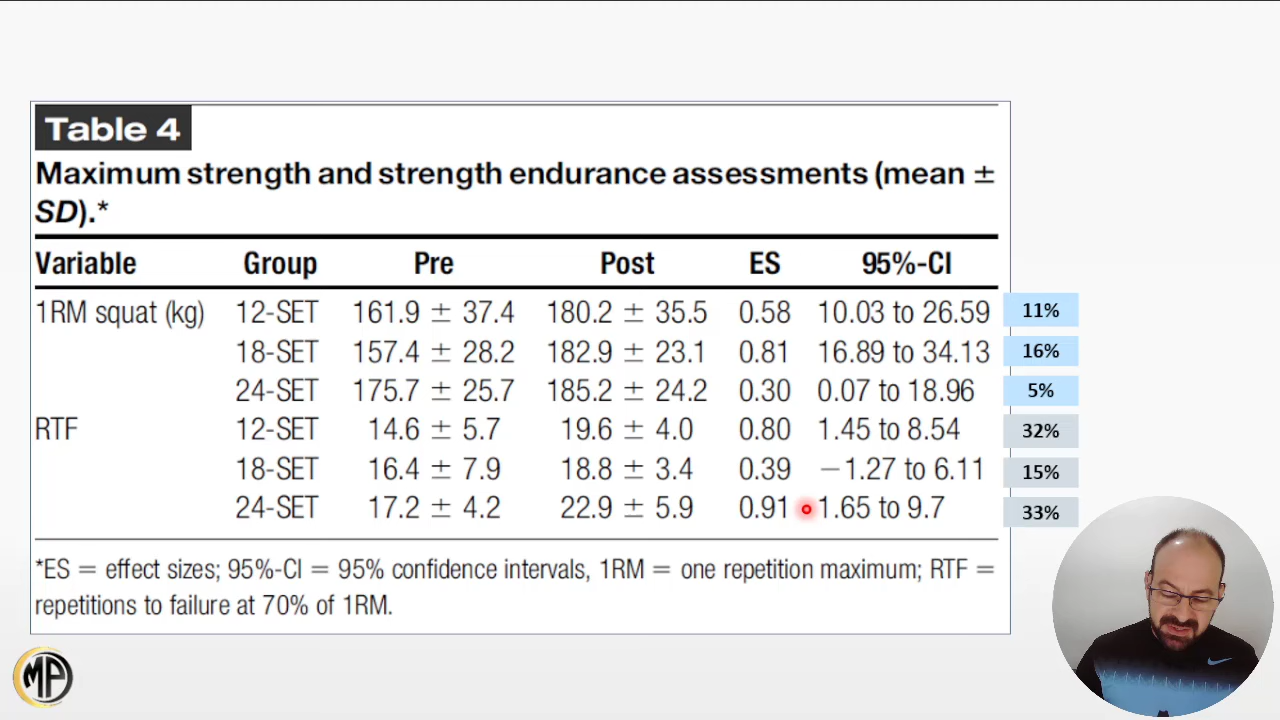 Table 4
Maximum strength and strength endurance assessments (mean ±
SD).*
Variable Group Pre Post ES 95%-CI
1RM squat (kg) 12-SET 161.9 ± 37.4 180.2 ± 35.5 0.58 10.03 to 26.59 11%
18-SET 157.4 ± 28.2 182.9 ± 23.1 0.81 16.89 to 34.13 16%
24-SET 175.7 ± 25.7 185.2 ± 24.2 0.30 0.07 to 18.96 5%
RTF 12-SET 14.6 ± 5.7 19.6 ± 4.0 0.80 1.45 to 8.54 32%
18-SET 16.4 ± 7.9 18.8 ± 3.4 0.39 −1.27 to 6.11 15%
24-SET 17.2 ± 4.2 22.9 ± 5.9 0.91 1.65 to 9.7 33%
*ES = effect sizes; 95%-CI = 95% confidence intervals, 1RM = one repetition maximum; RTF =
repetitions to failure at 70% of 1RM.
MP